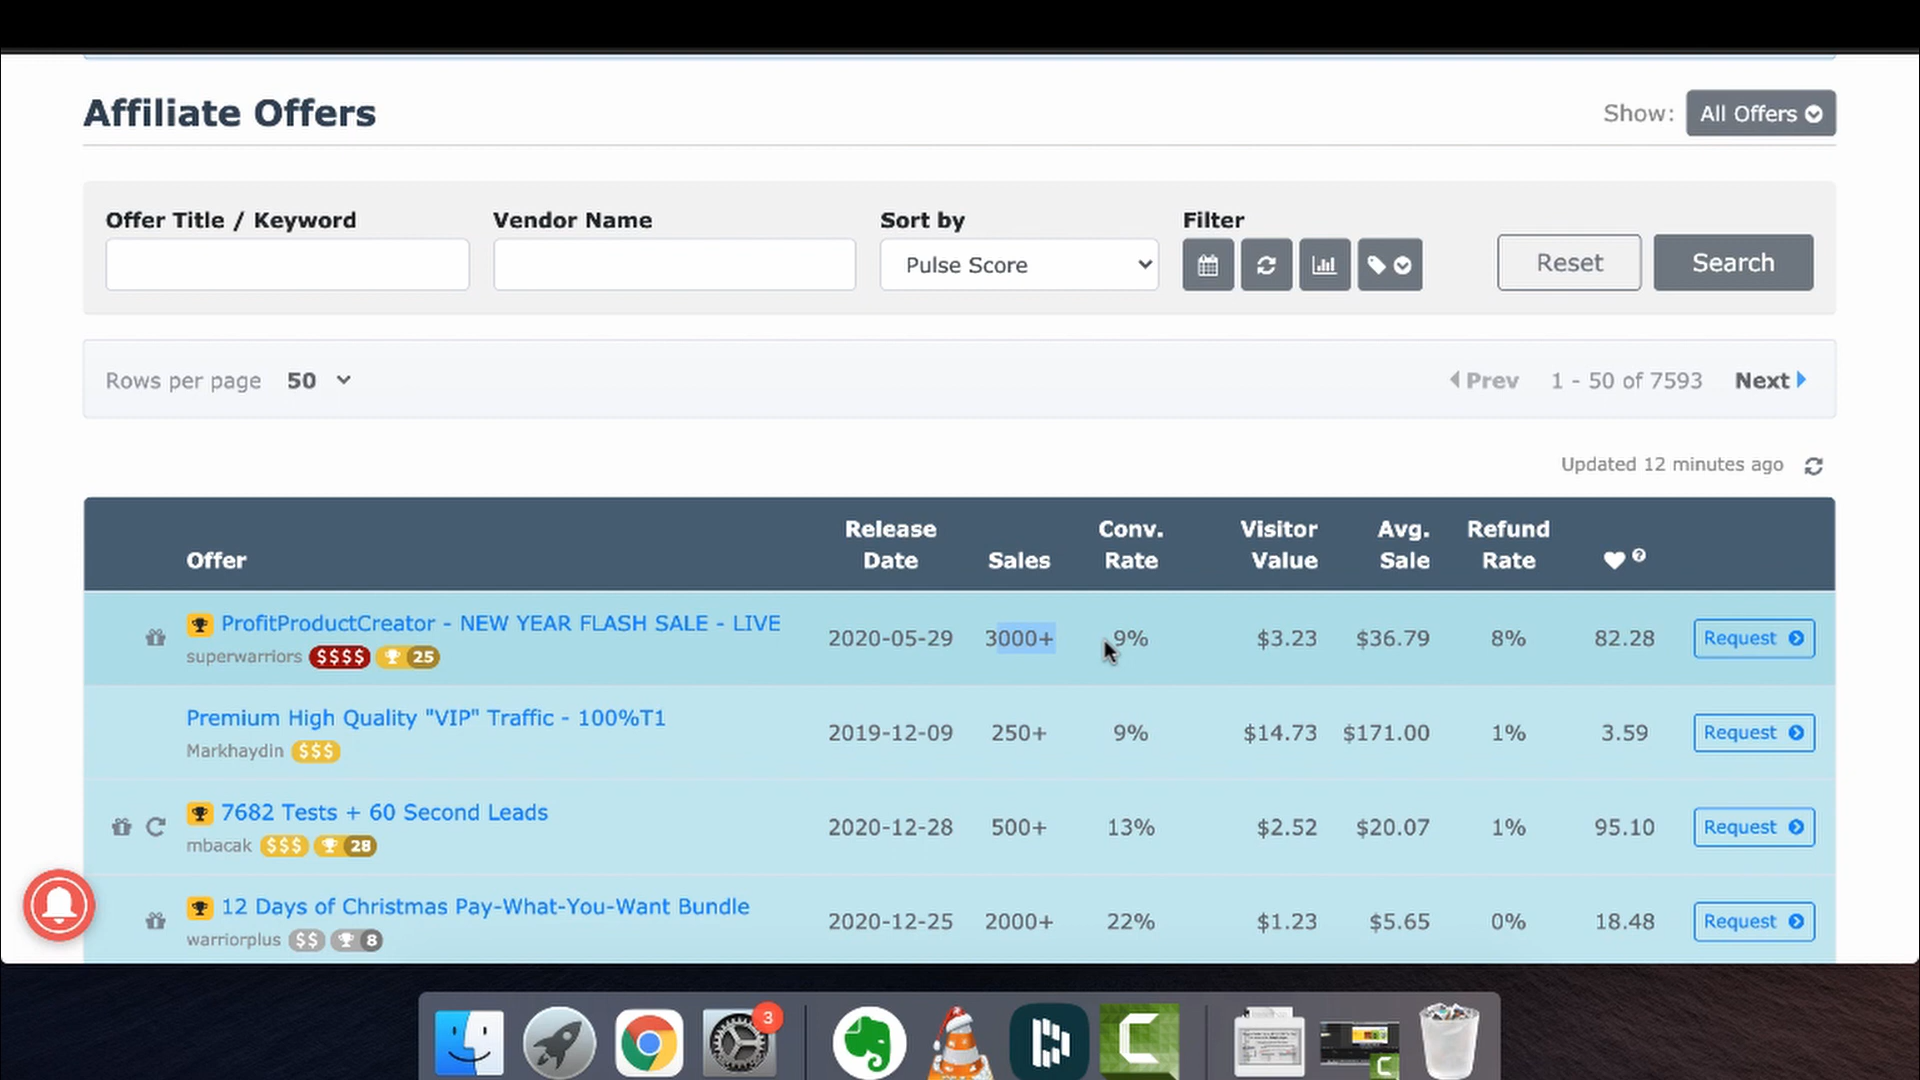 Affiliate Offers
Show: All Offers
Offer Title / Keyword Vendor Name Sort by Filter
Pulse Score Reset Search
Rows per page 50 Prev 1 - 50 of 7593 Next
Updated 12 minutes ago
Offer Release Date Sales Conv. Rate Visitor Value Avg. Sale Refund Rate ?
ProfitProductCreator - NEW YEAR FLASH SALE - LIVE 2020-05-29 3000+ 9% $3.23 $36.79 8% 82.28 Request
superwarriors $$$$ 25
Premium High Quality "VIP" Traffic - 100%T1 2019-12-09 250+ 9% $14.73 $171.00 1% 3.59 Request
Markhaydin $$$
7682 Tests + 60 Second Leads 2020-12-28 500+ 13% $2.52 $20.07 1% 95.10 Request
mbacak $$$ 28
12 Days of Christmas Pay-What-You-Want Bundle 2020-12-25 2000+ 22% $1.23 $5.65 0% 18.48 Request
warriorplus $$ 8
3